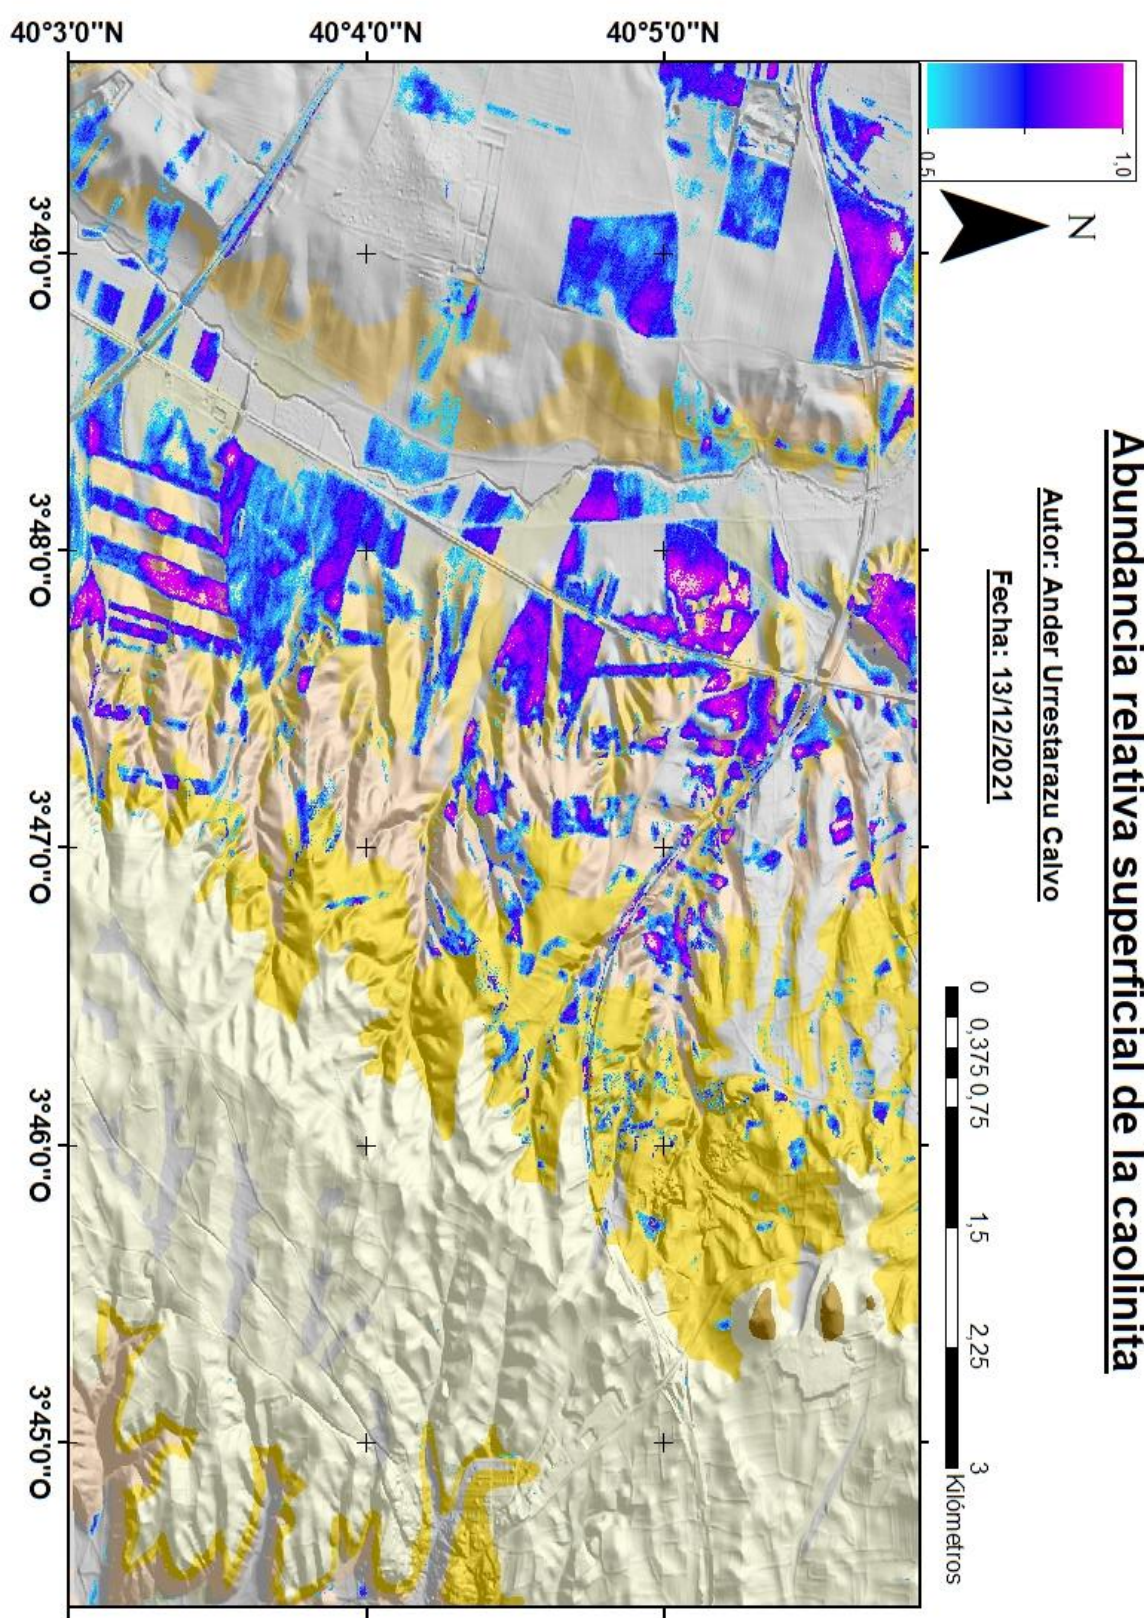 Abundancia relativa superficial de la caolinita
Autor: Ander Urrestarazu Calvo
Fecha: 13/12/2021
0 0,375 0,75 1,5 2,25 3
Kilómetros
N
1,0
0,5
40°3'0"N 40°4'0"N 40°5'0"N
3°49'0"O
3°48'0"O
3°47'0"O
3°46'0"O
3°45'0"O